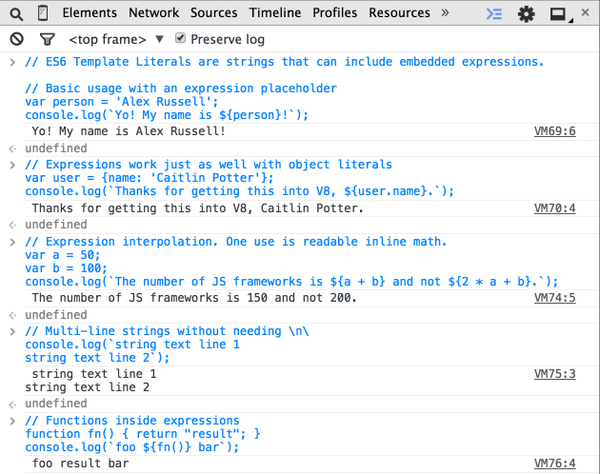 Elements Network Sources Timeline Profiles Resources »
<top frame> ▼ Preserve log
> // ES6 Template Literals are strings that can include embedded expressions.
// Basic usage with an expression placeholder
var person = 'Alex Russell';
console.log(`Yo! My name is ${person}!`);
Yo! My name is Alex Russell! VM69:6
undefined
> // Expressions work just as well with object literals
var user = {name: 'Caitlin Potter'};
console.log(`Thanks for getting this into V8, ${user.name}.`);
Thanks for getting this into V8, Caitlin Potter. VM70:4
undefined
> // Expression interpolation. One use is readable inline math.
var a = 50;
var b = 100;
console.log(`The number of JS frameworks is ${a + b} and not ${2 * a + b}.`);
The number of JS frameworks is 150 and not 200. VM74:5
undefined
> // Multi-line strings without needing \n\
console.log(`string text line 1
string text line 2`);
string text line 1 VM75:3
string text line 2
undefined
> // Functions inside expressions
function fn() { return "result"; }
console.log(`foo ${fn()} bar`);
foo result bar VM76:4